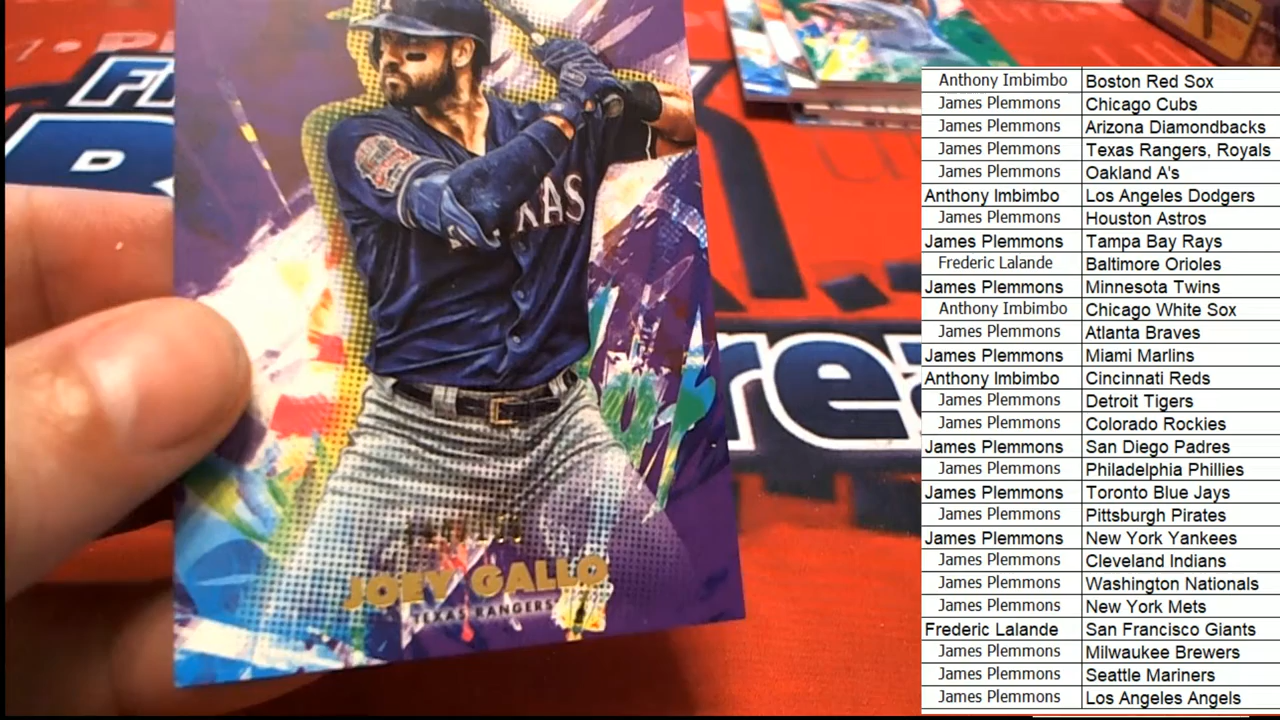 TEXAS
JOEY GALLO
TEXAS RANGERS
Anthony Imbimbo Boston Red Sox
James Plemmons Chicago Cubs
James Plemmons Arizona Diamondbacks
James Plemmons Texas Rangers, Royals
James Plemmons Oakland A's
Anthony Imbimbo Los Angeles Dodgers
James Plemmons Houston Astros
James Plemmons Tampa Bay Rays
Frederic Lalande Baltimore Orioles
James Plemmons Minnesota Twins
Anthony Imbimbo Chicago White Sox
James Plemmons Atlanta Braves
James Plemmons Miami Marlins
Anthony Imbimbo Cincinnati Reds
James Plemmons Detroit Tigers
James Plemmons Colorado Rockies
James Plemmons San Diego Padres
James Plemmons Philadelphia Phillies
James Plemmons Toronto Blue Jays
James Plemmons Pittsburgh Pirates
James Plemmons New York Yankees
James Plemmons Cleveland Indians
James Plemmons Washington Nationals
James Plemmons New York Mets
Frederic Lalande San Francisco Giants
James Plemmons Milwaukee Brewers
James Plemmons Seattle Mariners
James Plemmons Los Angeles Angels